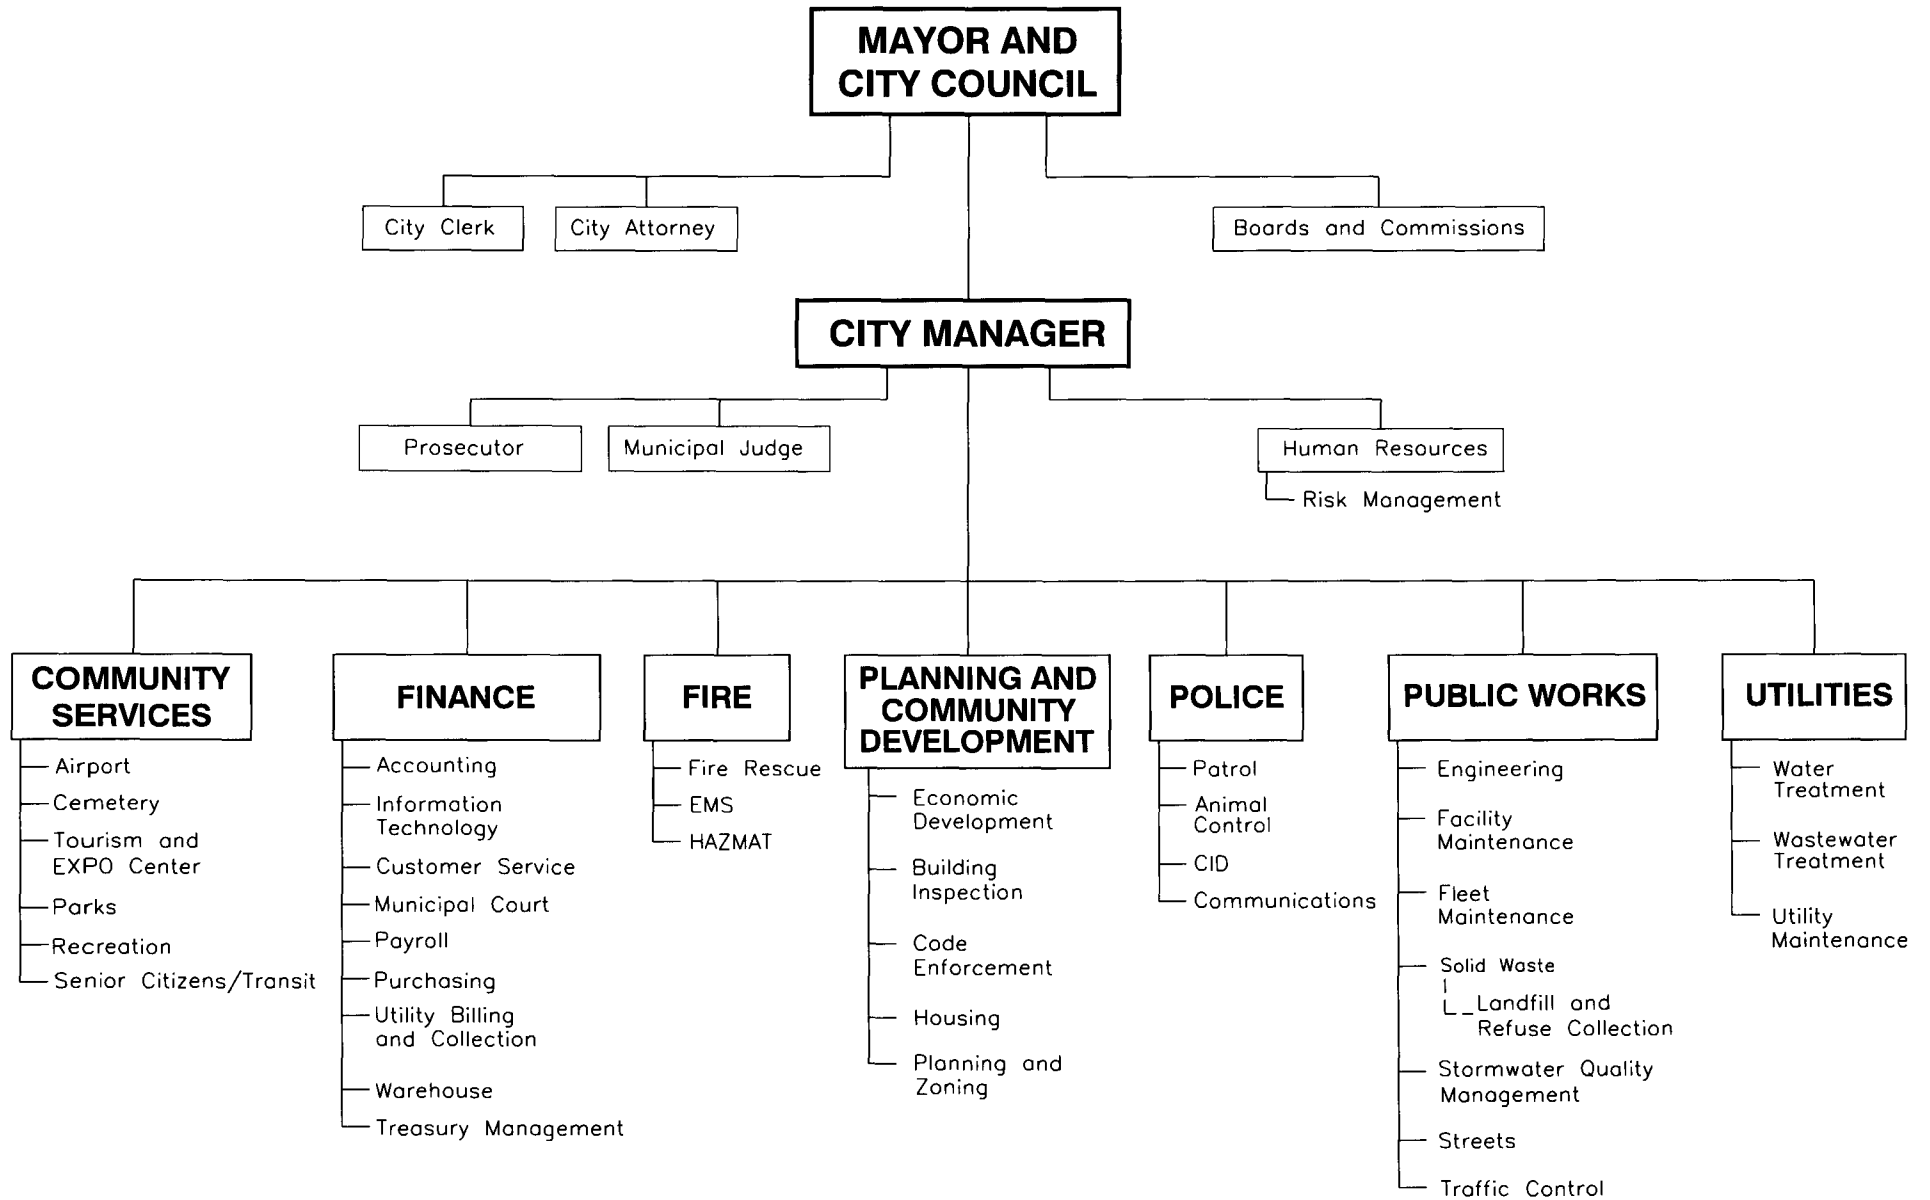 MAYOR AND
CITY COUNCIL
City Clerk
City Attorney
Boards and Commissions
CITY MANAGER
Prosecutor
Municipal Judge
Human Resources
Risk Management
COMMUNITY
SERVICES
Airport
Cemetery
Tourism and
EXPO Center
Parks
Recreation
Senior Citizens/Transit
FINANCE
Accounting
Information
Technology
Customer Service
Municipal Court
Payroll
Purchasing
Utility Billing
and Collection
Warehouse
Treasury Management
FIRE
Fire Rescue
EMS
HAZMAT
PLANNING AND
COMMUNITY
DEVELOPMENT
Economic
Development
Building
Inspection
Code
Enforcement
Housing
Planning and
Zoning
POLICE
Patrol
Animal
Control
CID
Communications
PUBLIC WORKS
Engineering
Facility
Maintenance
Fleet
Maintenance
Solid Waste
Landfill and
Refuse Collection
Stormwater Quality
Management
Streets
Traffic Control
UTILITIES
Water
Treatment
Wastewater
Treatment
Utility
Maintenance